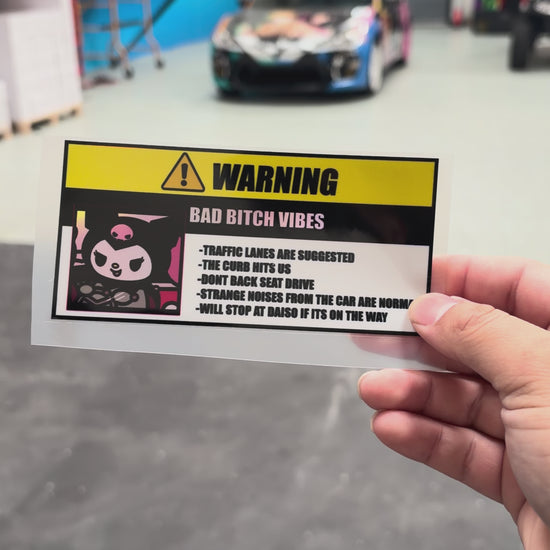 WARNING
BAD BITCH VIBES
-TRAFFIC LANES ARE SUGGESTED
-THE CURB HITS US
-DONT BACK SEAT DRIVE
-STRANGE NOISES FROM THE CAR ARE NORMA
-WILL STOP AT DAISO IF ITS ON THE WAY